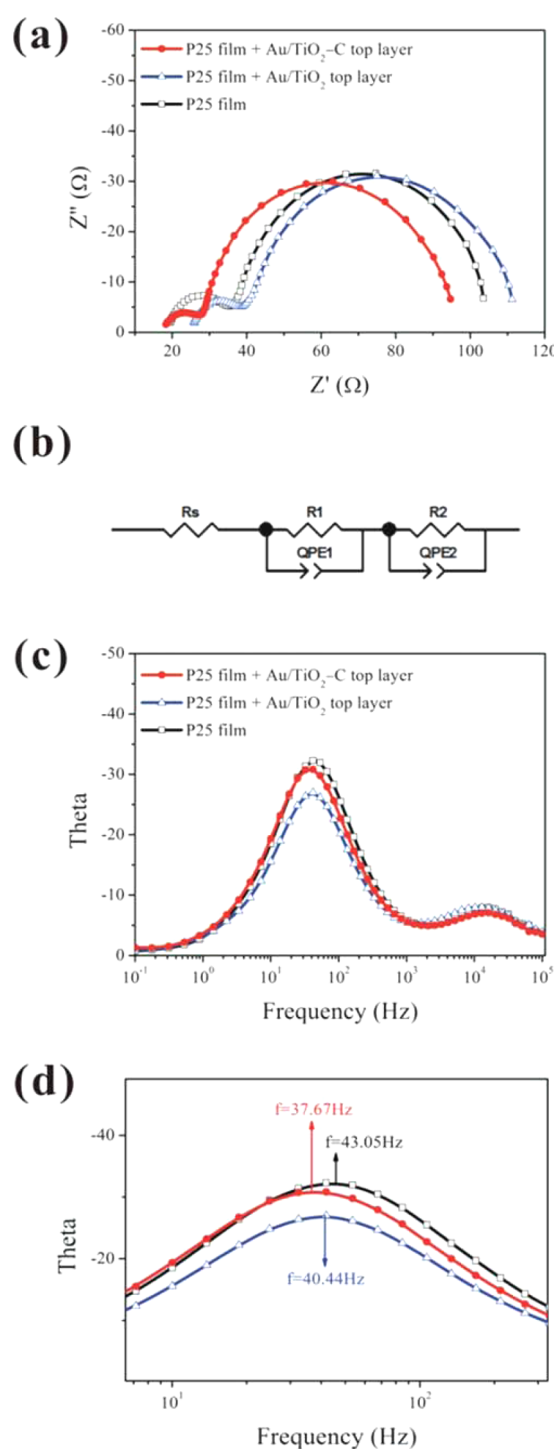 (a)
-60
-50
-40
-30
-20
-10
0
Z" (Ω)
P25 film + Au/TiO₂–C top layer
P25 film + Au/TiO₂ top layer
P25 film
20 40 60 80 100 120
Z' (Ω)
(b)
Rs R1 R2
QPE1 QPE2
(c)
-50
-40
-30
-20
-10
0
Theta
P25 film + Au/TiO₂–C top layer
P25 film + Au/TiO₂ top layer
P25 film
10⁻¹ 10⁰ 10¹ 10² 10³ 10⁴ 10⁵
Frequency (Hz)
(d)
-40
-20
Theta
f=37.67Hz
f=43.05Hz
f=40.44Hz
10¹ 10²
Frequency (Hz)